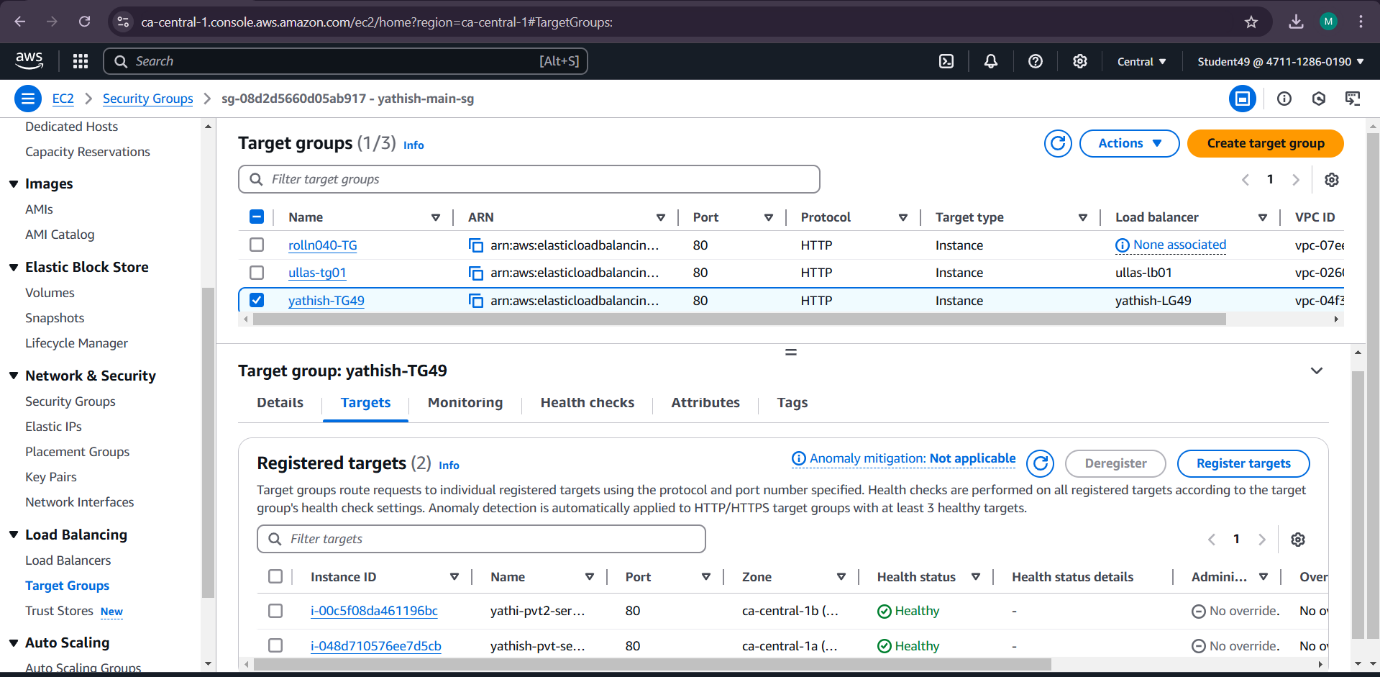 ca-central-1.console.aws.amazon.com/ec2/home?region=ca-central-1#TargetGroups:
M
aws
Search
[Alt+S]
Central
Student49 @ 4711-1286-0190
EC2
Security Groups
sg-08d2d5660d05ab917 - yathish-main-sg
Dedicated Hosts
Capacity Reservations
Images
AMIs
AMI Catalog
Elastic Block Store
Volumes
Snapshots
Lifecycle Manager
Network & Security
Security Groups
Elastic IPs
Placement Groups
Key Pairs
Network Interfaces
Load Balancing
Load Balancers
Target Groups
Trust Stores New
Auto Scaling
Auto Scaling Groups
Target groups (1/3) Info
Actions
Create target group
Filter target groups
1
Name ARN Port Protocol Target type Load balancer VPC ID
rolln040-TG arn:aws:elasticloadbalancin... 80 HTTP Instance None associated vpc-07ee
ullas-tg01 arn:aws:elasticloadbalancin... 80 HTTP Instance ullas-lb01 vpc-026
yathish-TG49 arn:aws:elasticloadbalancin... 80 HTTP Instance yathish-LG49 vpc-04f3
Target group: yathish-TG49
Details Targets Monitoring Health checks Attributes Tags
Registered targets (2) Info
Anomaly mitigation: Not applicable
Deregister
Register targets
Target groups route requests to individual registered targets using the protocol and port number specified. Health checks are performed on all registered targets according to the target
group's health check settings. Anomaly detection is automatically applied to HTTP/HTTPS target groups with at least 3 healthy targets.
Filter targets
1
Instance ID Name Port Zone Health status Health status details Admini... Over
i-00c5f08da461196bc yathi-pvt2-ser... 80 ca-central-1b (... Healthy - No override. No o
i-048d710576ee7d5cb yathish-pvt-se... 80 ca-central-1a (... Healthy - No override. No o